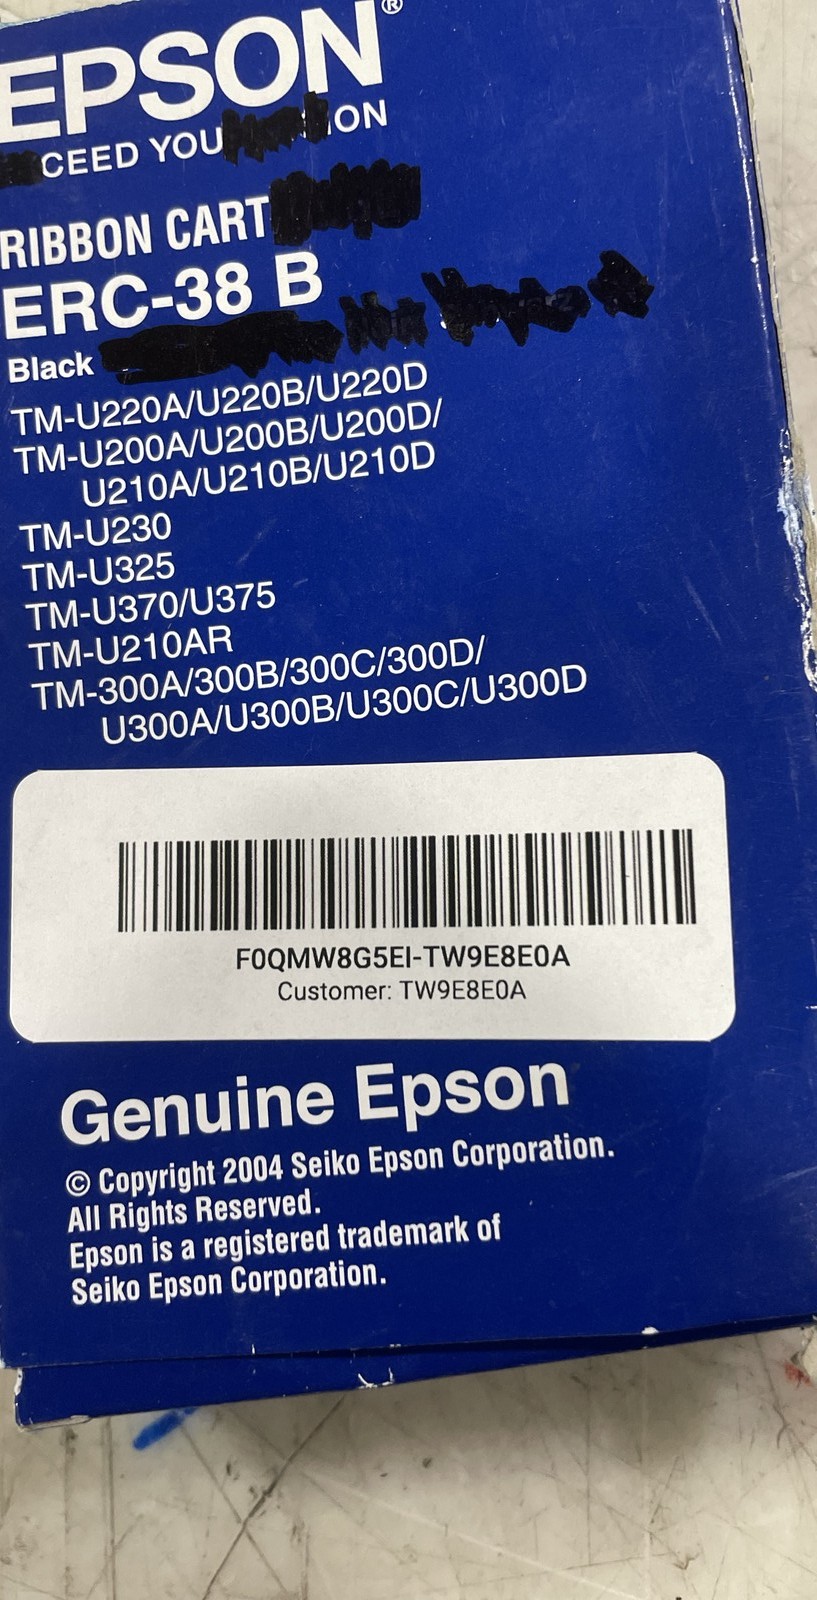 EPSON®
CEED YOU ON
RIBBON CART
ERC-38 B
Black
TM-U220A/U220B/U220D
TM-U200A/U200B/U200D/
U210A/U210B/U210D
TM-U230
TM-U325
TM-U370/U375
TM-U210AR
TM-300A/300B/300C/300D/
U300A/U300B/U300C/U300D
F0QMW8G5EI-TW9E8E0A
Customer: TW9E8E0A
Genuine Epson
© Copyright 2004 Seiko Epson Corporation.
All Rights Reserved.
Epson is a registered trademark of
Seiko Epson Corporation.